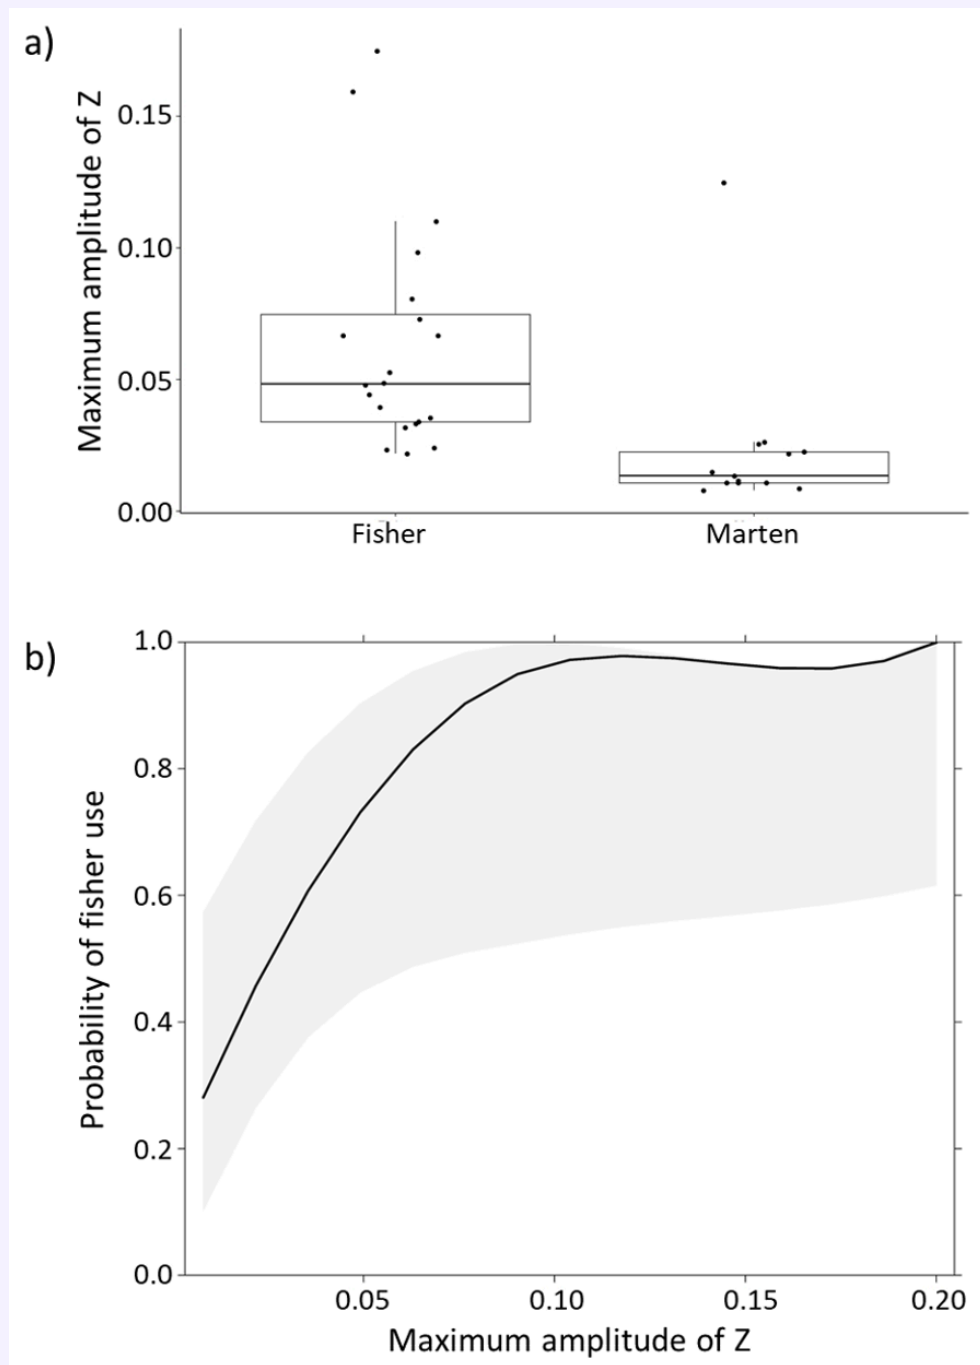 a)
Maximum amplitude of Z
0.15
0.10
0.05
0.00
Fisher
Marten
b)
Probability of fisher use
1.0
0.8
0.6
0.4
0.2
0.0
0.05
0.10
0.15
0.20
Maximum amplitude of Z